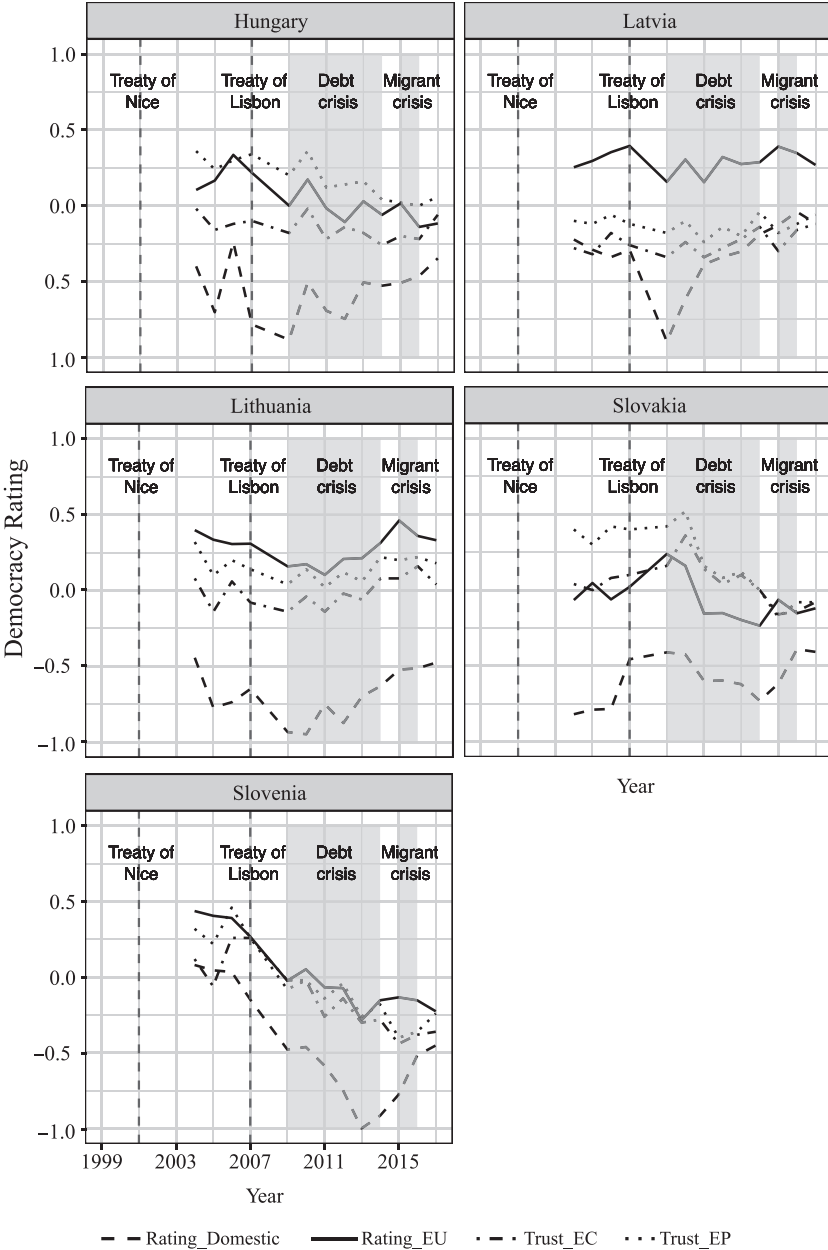 Hungary
Latvia
1.0
Treaty of
Nice
Treaty of
Lisbon
Debt
crisis
Migrant
crisis
Treaty of
Nice
Treaty of
Lisbon
Debt
crisis
Migrant
crisis
0.5
0.0
0.5
1.0
Lithuania
Slovakia
1.0
Treaty of
Nice
Treaty of
Lisbon
Debt
crisis
Migrant
crisis
Treaty of
Nice
Treaty of
Lisbon
Debt
crisis
Migrant
crisis
0.5
0.0
−0.5
−1.0
Democracy Rating
Year
Slovenia
1.0
Treaty of
Nice
Treaty of
Lisbon
Debt
crisis
Migrant
crisis
0.5
0.0
−0.5
−1.0
1999 2003 2007 2011 2015
Year
Rating_Domestic Rating_EU Trust_EC Trust_EP